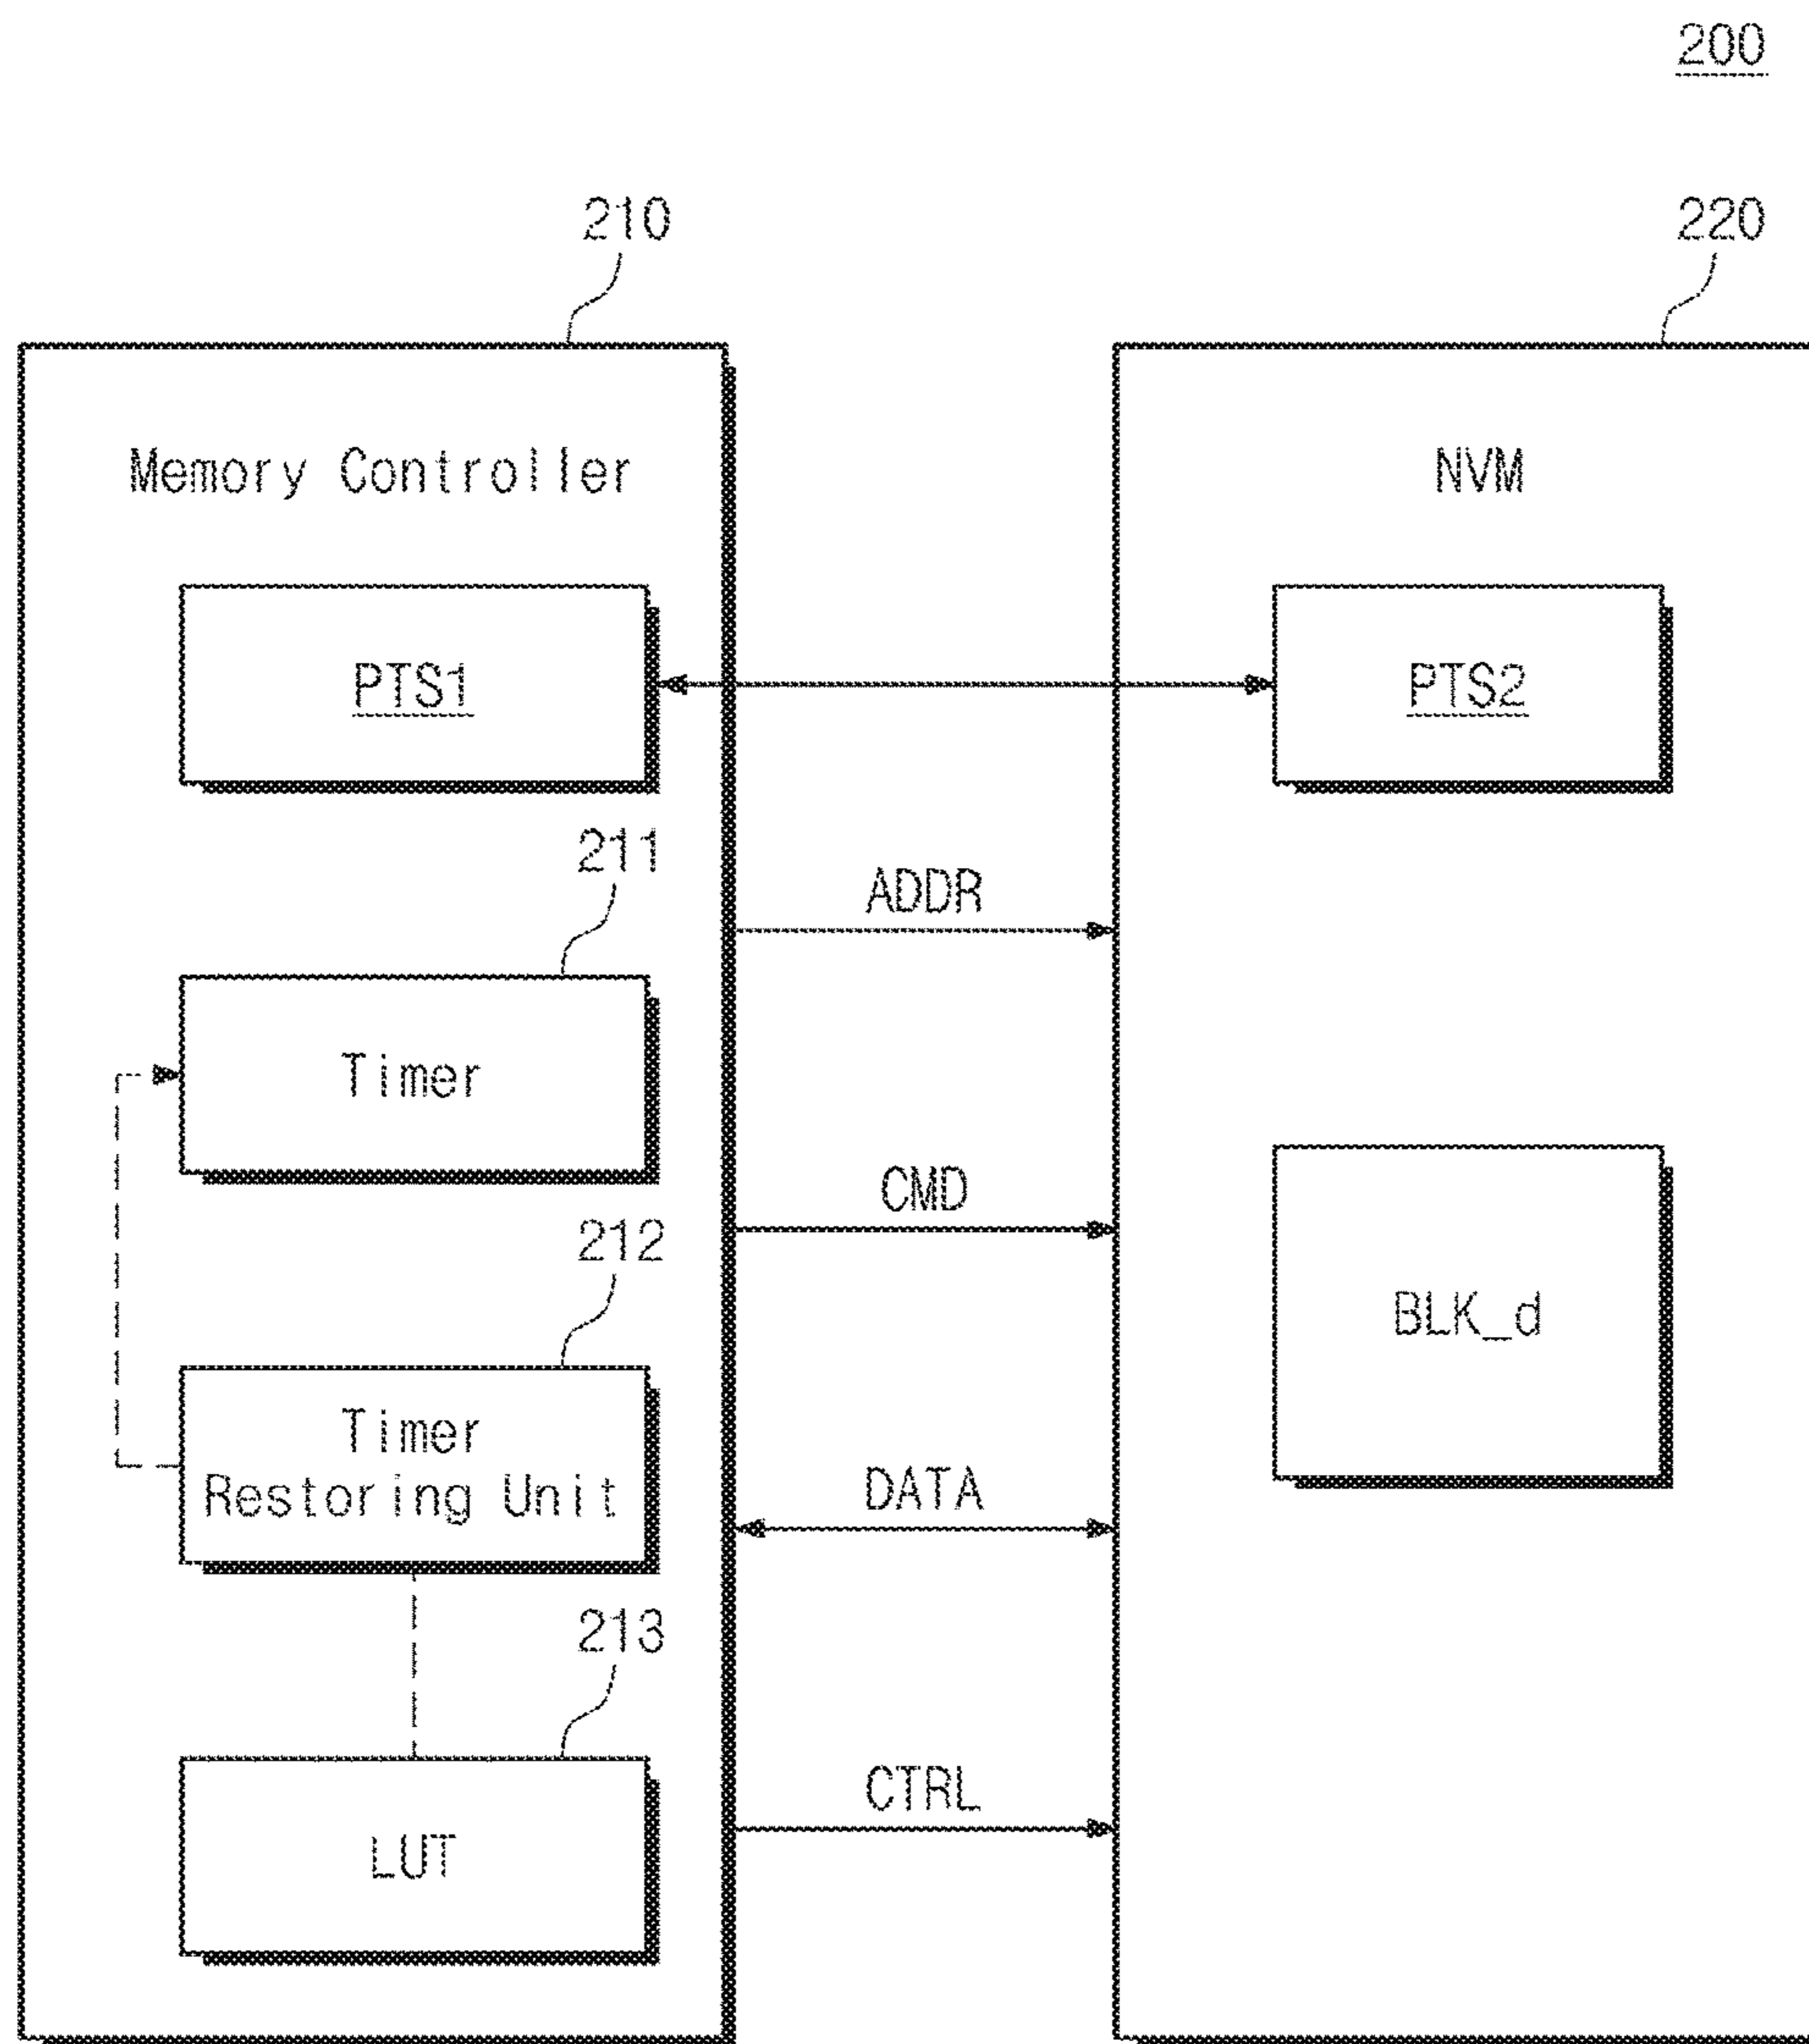 200
210
220
Memory Controller
NVM
PTS1
PTS2
211
ADDR
Timer
CMD
212
BLK_d
Timer
Restoring Unit
DATA
213
CTRL
LUT